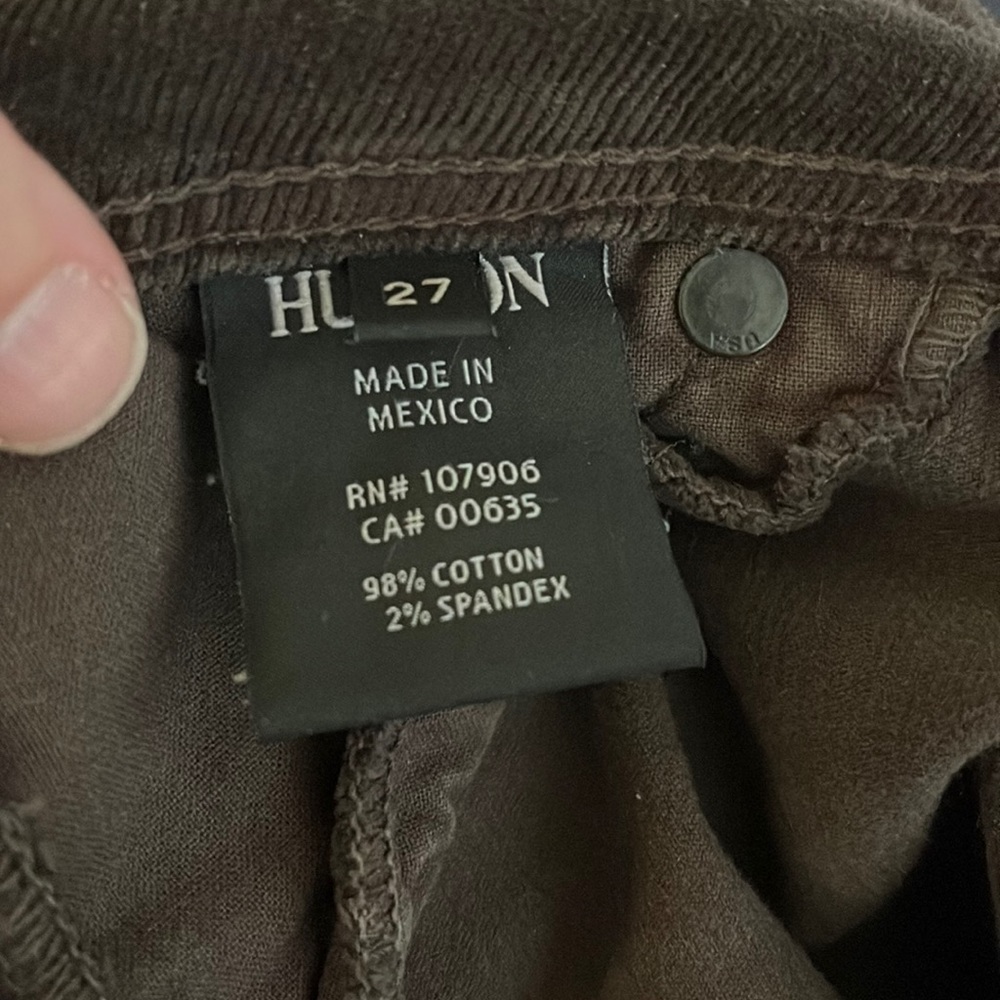 HU 27 ON
MADE IN
MEXICO
RN# 107906
CA# 00635
98% COTTON
2% SPANDEX